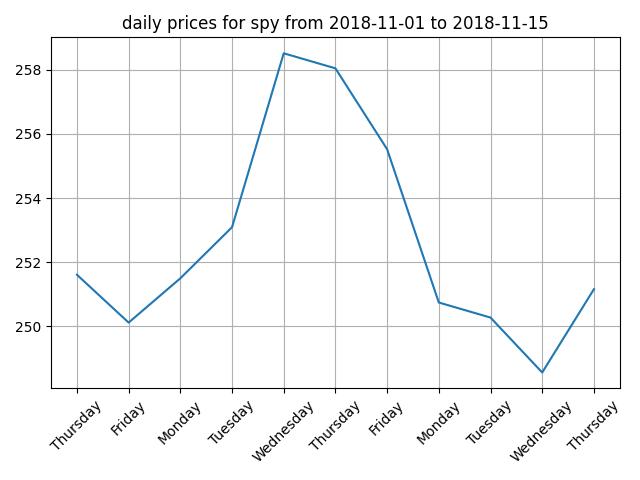 daily prices for spy from 2018-11-01 to 2018-11-15
258
256
254
252
250
Thursday
Friday
Monday
Tuesday
Wednesday
Thursday
Friday
Monday
Tuesday
Wednesday
Thursday